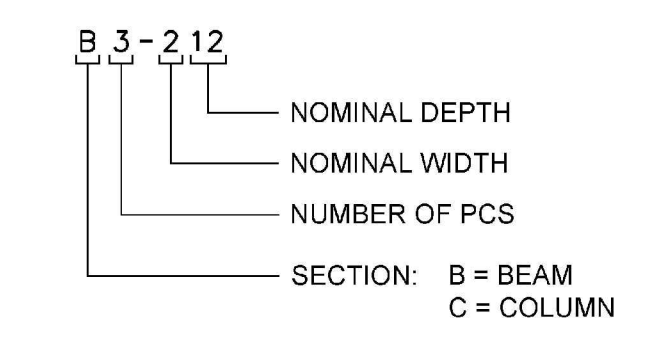 B 3 - 2 12
NOMINAL DEPTH
NOMINAL WIDTH
NUMBER OF PCS
SECTION: B = BEAM
C = COLUMN